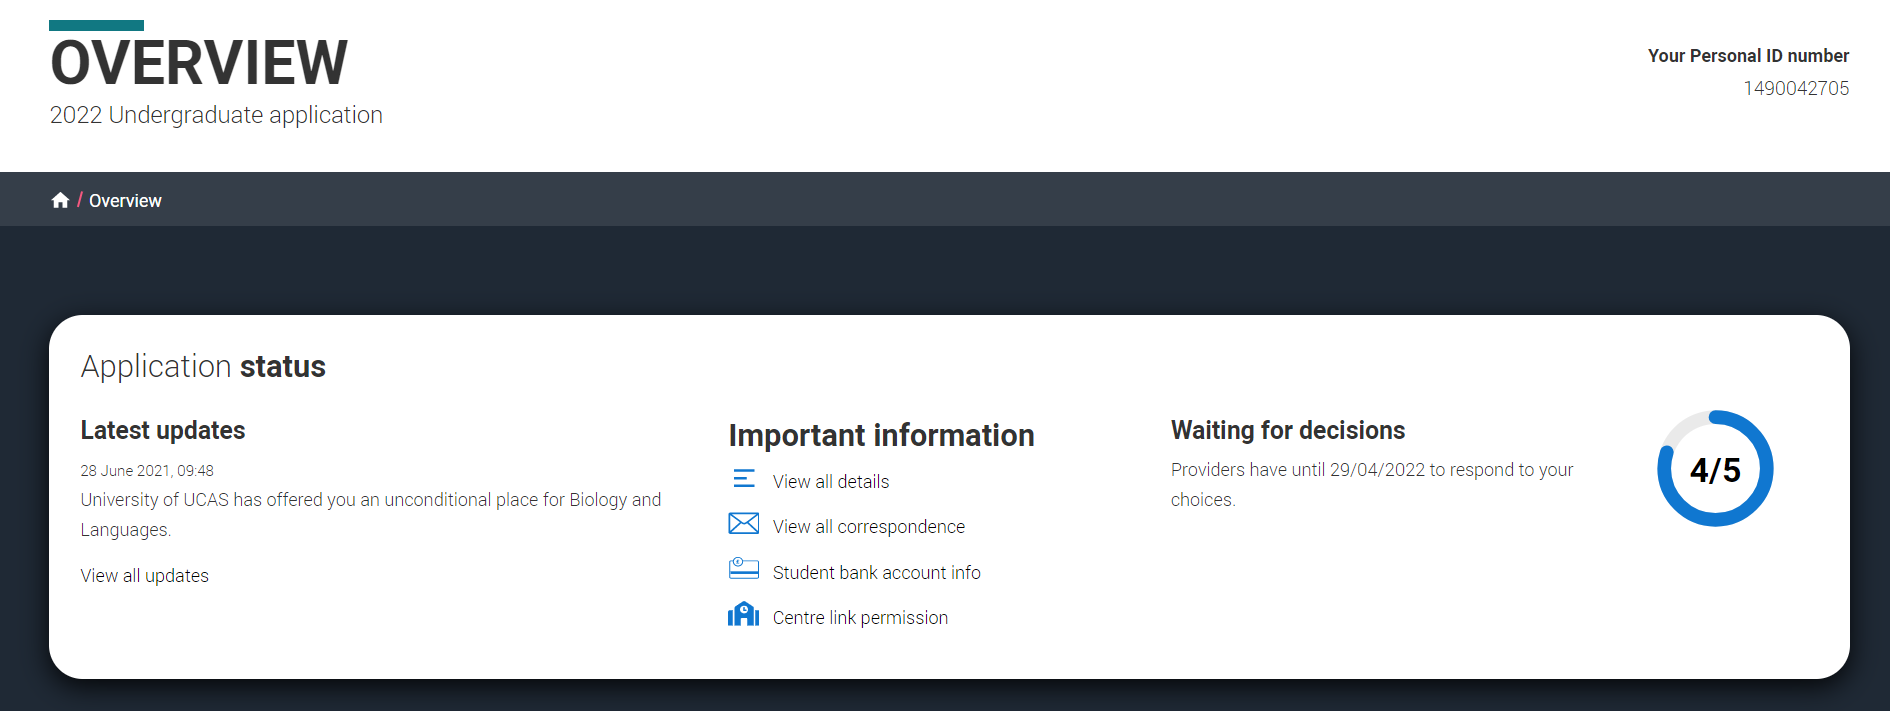 OVERVIEW
2022 Undergraduate application
Your Personal ID number
1490042705
/ Overview
Application status
Latest updates
28 June 2021, 09:48
University of UCAS has offered you an unconditional place for Biology and
Languages.
View all updates
Important information
View all details
View all correspondence
Student bank account info
Centre link permission
Waiting for decisions
Providers have until 29/04/2022 to respond to your
choices.
4/5